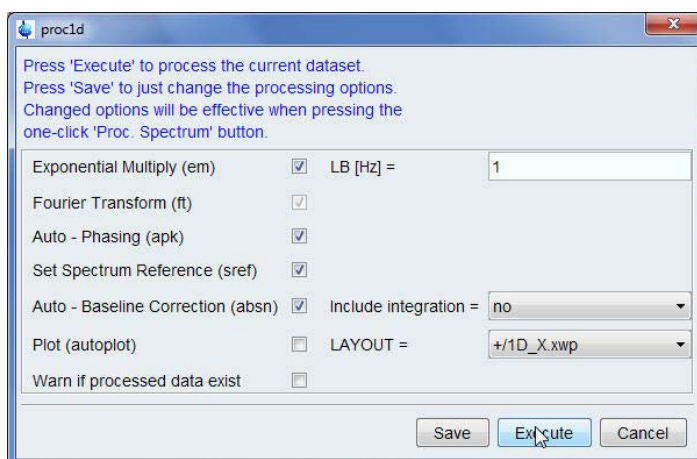 proc1d
Press 'Execute' to process the current dataset.
Press 'Save' to just change the processing options.
Changed options will be effective when pressing the
one-click 'Proc. Spectrum' button.
Exponential Multiply (em) LB [Hz] = 1
Fourier Transform (ft)
Auto - Phasing (apk)
Set Spectrum Reference (sref)
Auto - Baseline Correction (absn) Include integration = no
Plot (autoplot) LAYOUT = +/1D_X.xwp
Warn if processed data exist
Save Execute Cancel